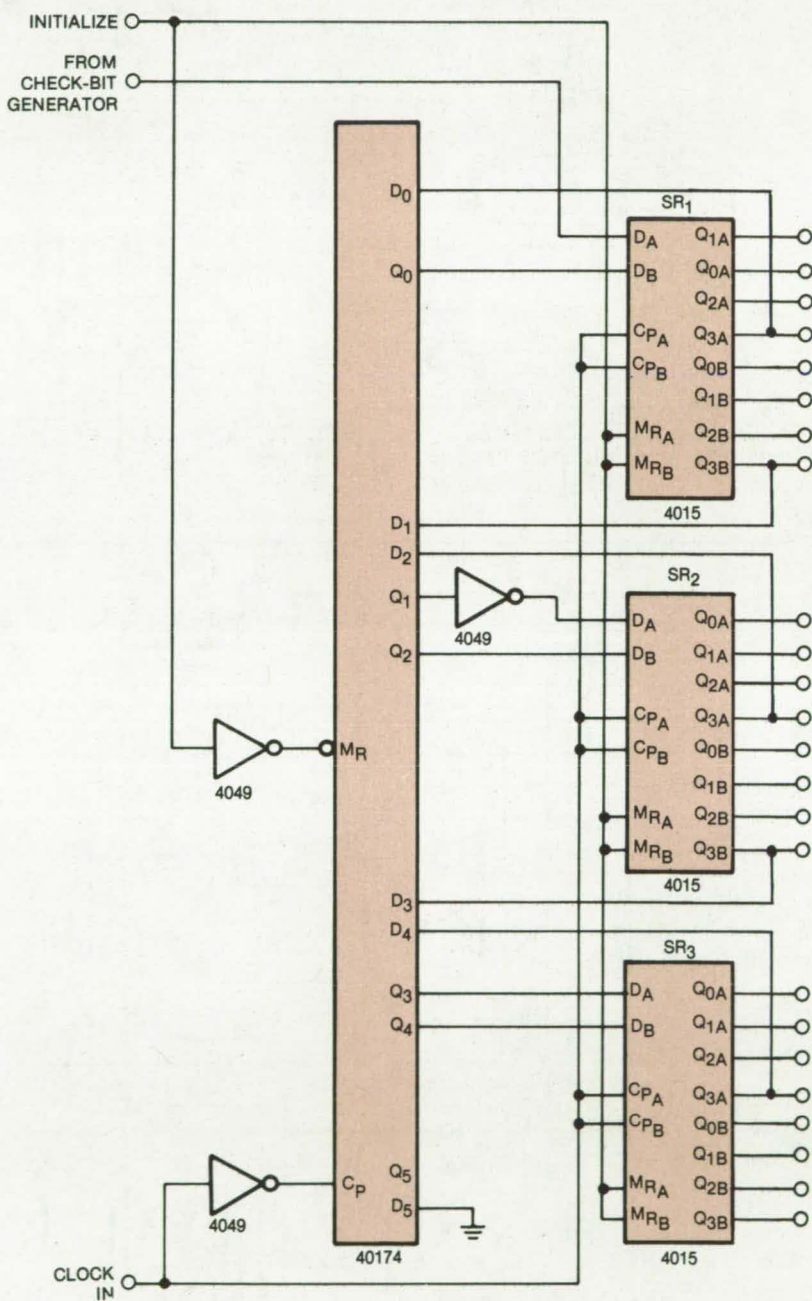 INITIALIZE
FROM
CHECK-BIT
GENERATOR
D0
Q0
D1
D2
Q1
Q2
MR
D3
D4
Q3
Q4
CP
Q5
D5
40174
4049
4049
4049
CLOCK
IN
SR1
DA
DB
CPA
CPB
MRA
MRB
Q1A
Q0A
Q2A
Q3A
Q0B
Q1B
Q2B
Q3B
4015
SR2
DA
DB
CPA
CPB
MRA
MRB
Q0A
Q1A
Q2A
Q3A
Q0B
Q1B
Q2B
Q3B
4015
SR3
DA
DB
CPA
CPB
MRA
MRB
Q0A
Q1A
Q2A
Q3A
Q0B
Q1B
Q2B
Q3B
4015